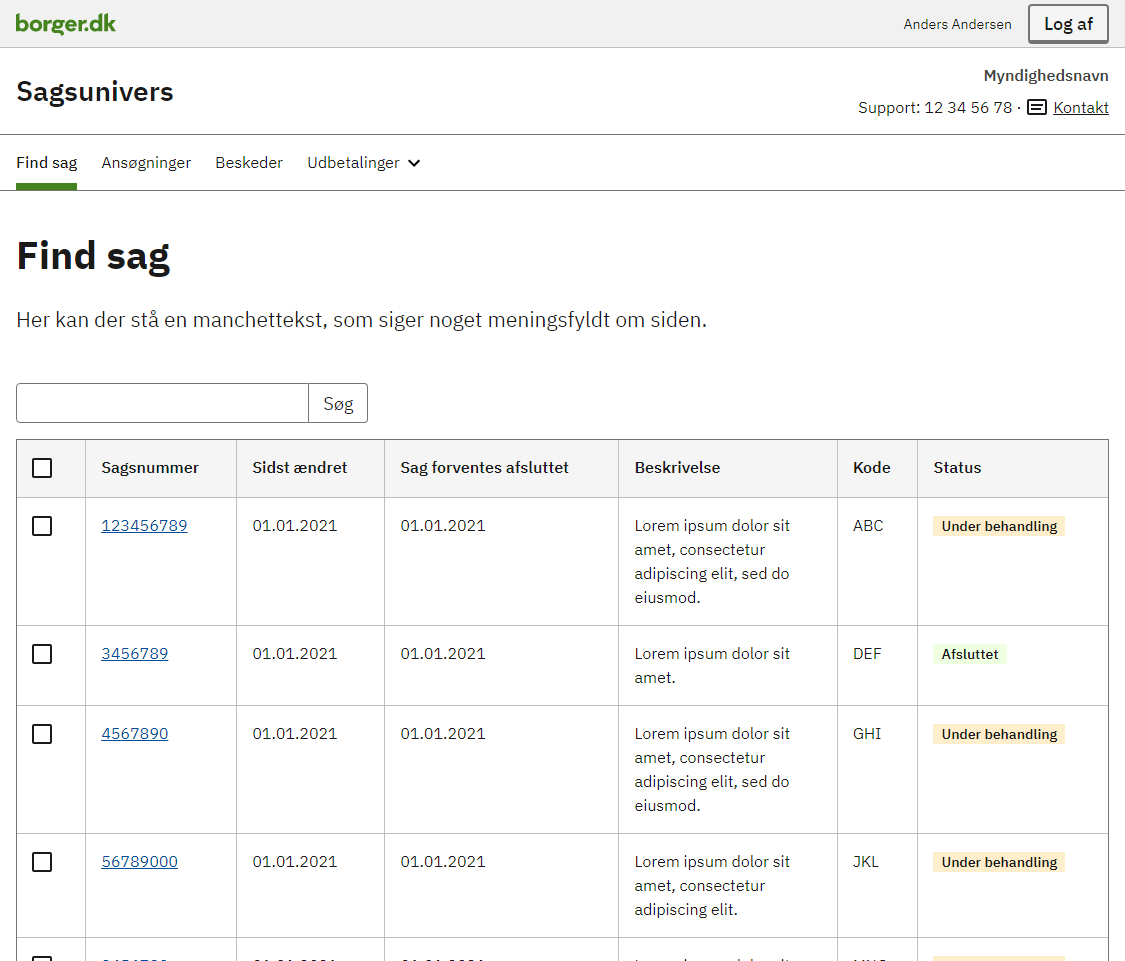 borger.dk
Anders Andersen
Log af
Sagsunivers
Myndighedsnavn
Support: 12 34 56 78 · Kontakt
Find sag
Ansøgninger
Beskeder
Udbetalinger
Find sag
Her kan der stå en manchettekst, som siger noget meningsfyldt om siden.
Søg
Sagsnummer Sidst ændret Sag forventes afsluttet Beskrivelse Kode Status
123456789 01.01.2021 01.01.2021 Lorem ipsum dolor sit ABC Under behandling
amet, consectetur
adipiscing elit, sed do
eiusmod.
3456789 01.01.2021 01.01.2021 Lorem ipsum dolor sit DEF Afsluttet
amet.
4567890 01.01.2021 01.01.2021 Lorem ipsum dolor sit GHI Under behandling
amet, consectetur
adipiscing elit, sed do
eiusmod.
56789000 01.01.2021 01.01.2021 Lorem ipsum dolor sit JKL Under behandling
amet, consectetur
adipiscing elit.